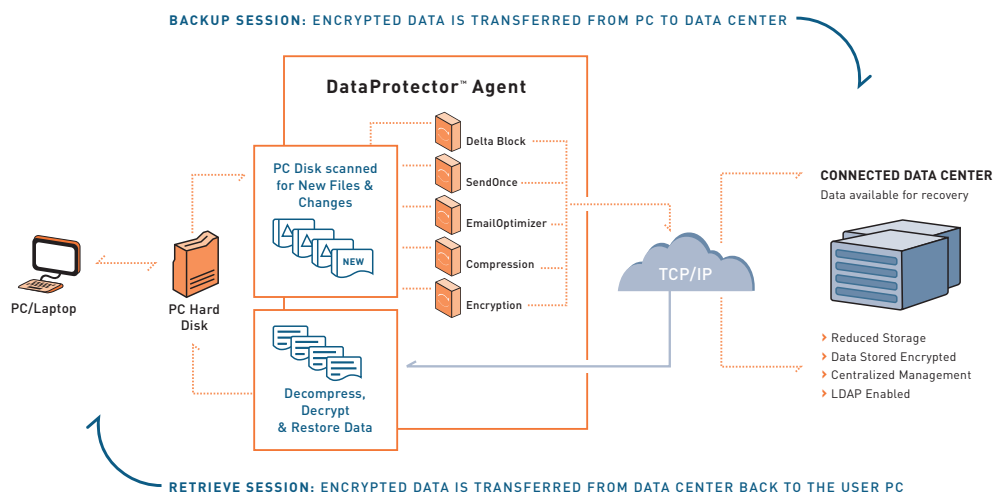 BACKUP SESSION: ENCRYPTED DATA IS TRANSFERRED FROM PC TO DATA CENTER
DataProtector™ Agent
PC Disk scanned
for New Files &
Changes
NEW
Delta Block
SendOnce
EmailOptimizer
Compression
Encryption
PC/Laptop
PC Hard
Disk
Decompress,
Decrypt
& Restore Data
TCP/IP
CONNECTED DATA CENTER
Data available for recovery
> Reduced Storage
> Data Stored Encrypted
> Centralized Management
> LDAP Enabled
RETRIEVE SESSION: ENCRYPTED DATA IS TRANSFERRED FROM DATA CENTER BACK TO THE USER PC